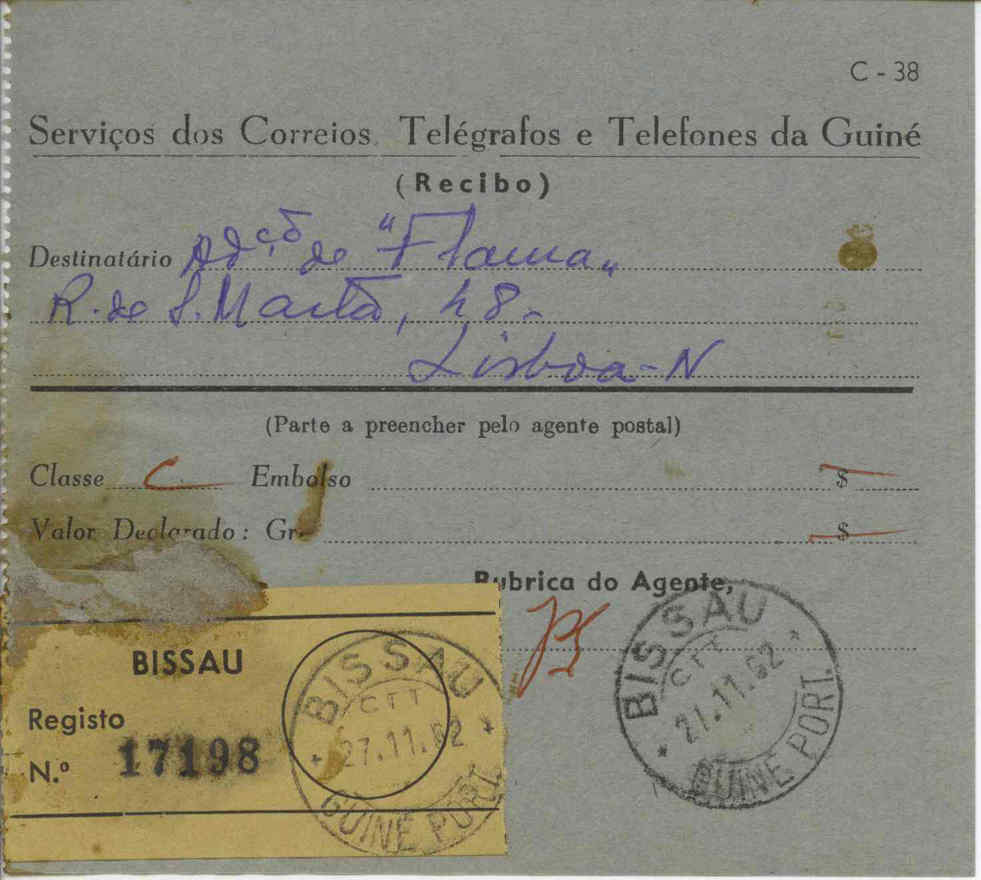 C - 38
Serviços dos Correios, Telégrafos e Telefones da Guiné
(Recibo)
Destinatário Adçõ de "Flama"
R. de S. Marta, 48-
Lisboa-N
(Parte a preencher pelo agente postal)
Classe C Embolso $
Valor Declarado: Gr. $
Rubrica do Agente,
BISSAU
CTT
27.11.62
GUINÉ PORT.
BISSAU
Registo
N.º 17198
BISSAU
CTT
27.11.62
GUINÉ PORT.